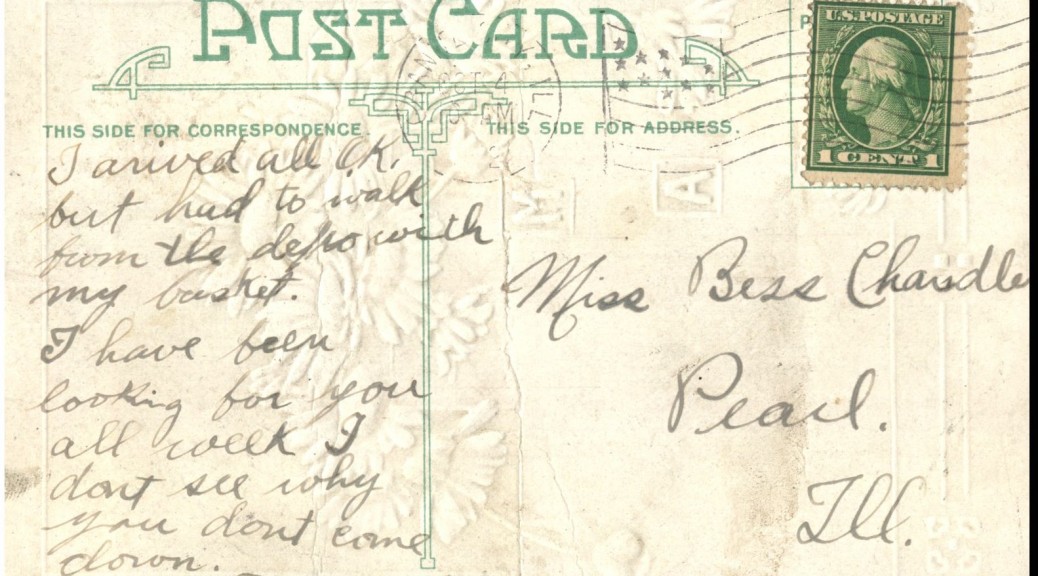 POST CARD
U.S. POSTAGE
1 CENT 1
THIS SIDE FOR CORRESPONDENCE.
THIS SIDE FOR ADDRESS.
I arived all OK.
but had to walk
from the depo with
my basket.
I have been
looking for you
all week I
dont see why
you dont come
down.
Miss Bess Chandle
Pearl.
Ill.